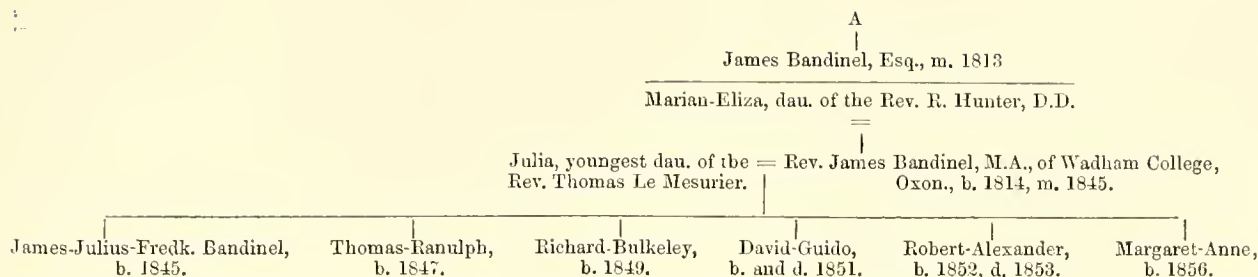 A
James Bandinel, Esq., m. 1813
Marian-Eliza, dau. of the Rev. R. Hunter, D.D.
=
Julia, youngest dau. of the = Rev. James Bandinel, M.A., of Wadham College,
Rev. Thomas Le Mesurier. Oxon., b. 1814, m. 1845.
James-Julius-Fredk. Bandinel, Thomas-Ranulph, Richard-Bulkeley, David-Guido, Robert-Alexander, Margaret-Anne,
b. 1845. b. 1847. b. 1849. b. and d. 1851. b. 1852, d. 1853. b. 1856.